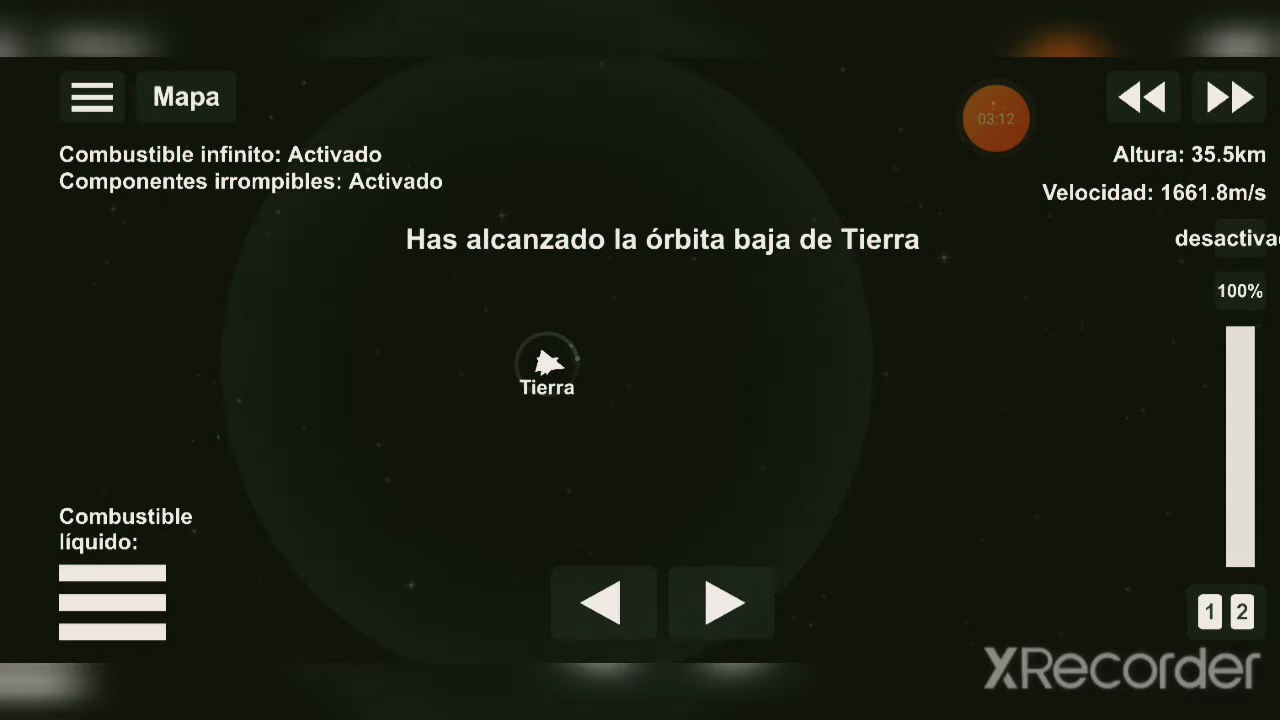 Mapa
03:12
Combustible infinito: Activado
Componentes irrompibles: Activado
Altura: 35.5km
Velocidad: 1661.8m/s
Has alcanzado la órbita baja de Tierra
desactiva
100%
Tierra
Combustible
líquido:
1 2
XRecorder